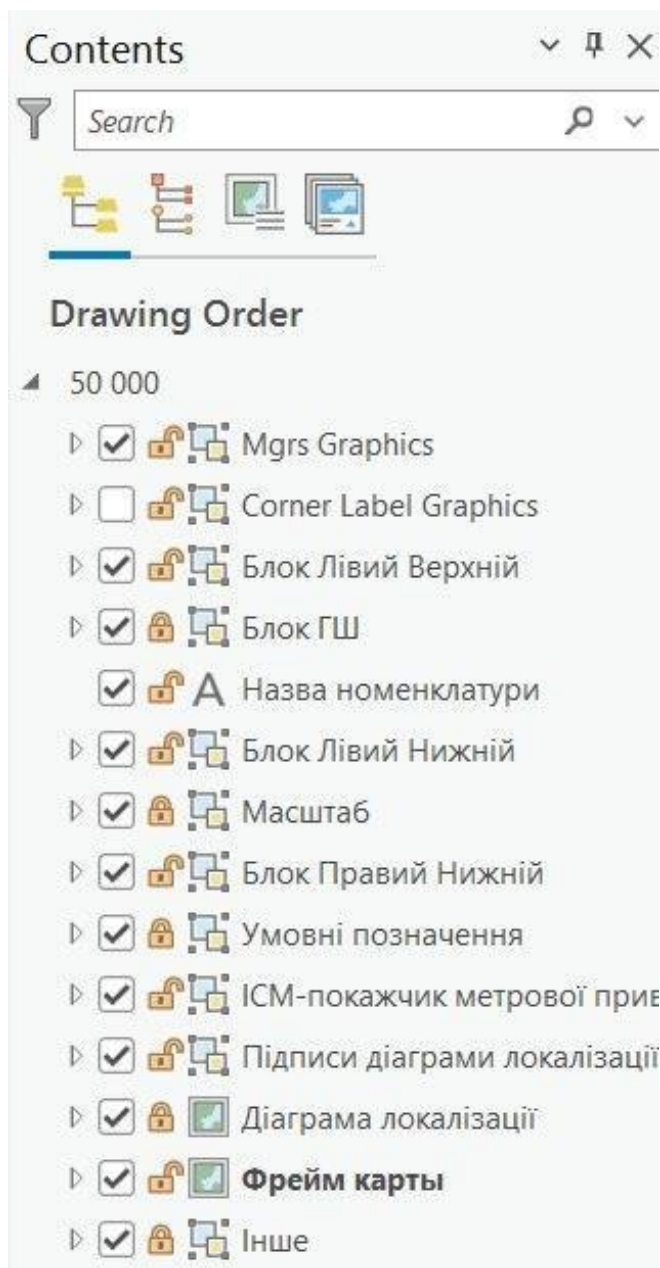 Contents
Search
Drawing Order
50 000
Mgrs Graphics
Corner Label Graphics
Блок Лівий Верхній
Блок ГШ
Назва номенклатури
Блок Лівий Нижній
Масштаб
Блок Правий Нижній
Умовні позначення
ІСМ-покажчик метрової прив
Підписи діаграми локалізації
Діаграма локалізації
Фрейм карты
Інше